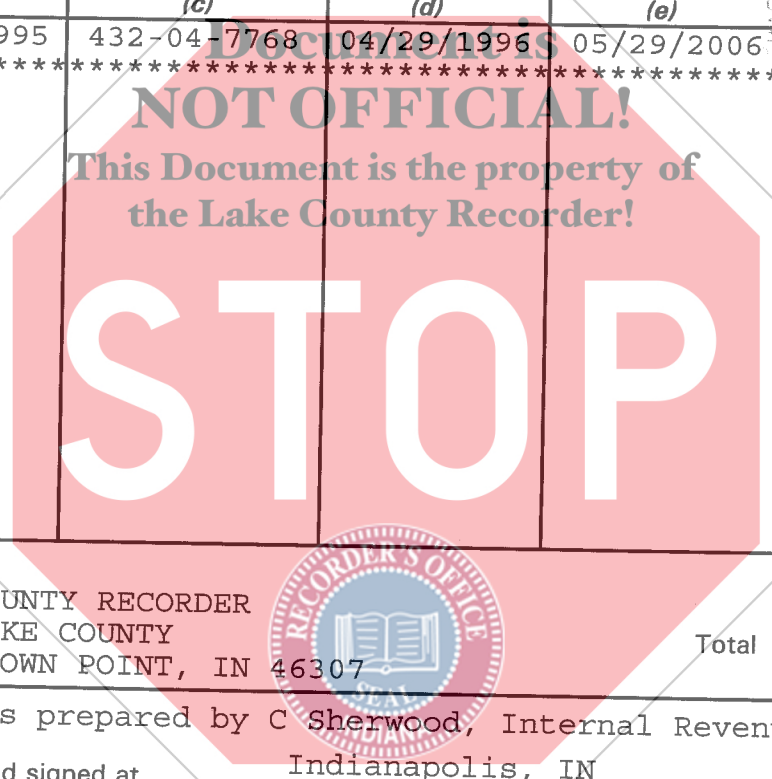 (c) (d) (e)
995 432-04-7768 04/29/1996 05/29/2006
Document is
NOT OFFICIAL!
This Document is the property of
the Lake County Recorder!
STOP
UNTY RECORDER
KE COUNTY
OWN POINT, IN 46307
Total
RECORDER'S OFFICE
SEAL
INDIANA
s prepared by C Sherwood, Internal Reven
d signed at
Indianapolis, IN